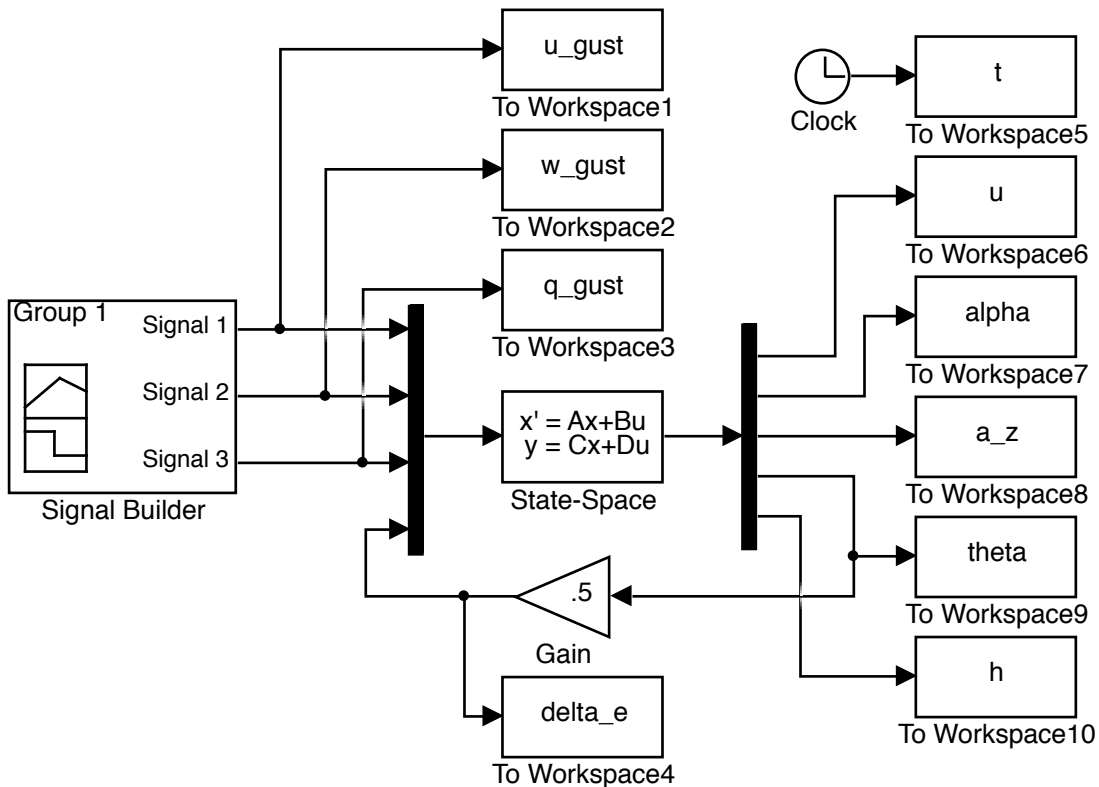 u_gust
To Workspace1
w_gust
To Workspace2
q_gust
To Workspace3
Clock
t
To Workspace5
u
To Workspace6
alpha
To Workspace7
a_z
To Workspace8
theta
To Workspace9
h
To Workspace10
Group 1
Signal 1
Signal 2
Signal 3
Signal Builder
x' = Ax+Bu
y = Cx+Du
State-Space
.5
Gain
delta_e
To Workspace4